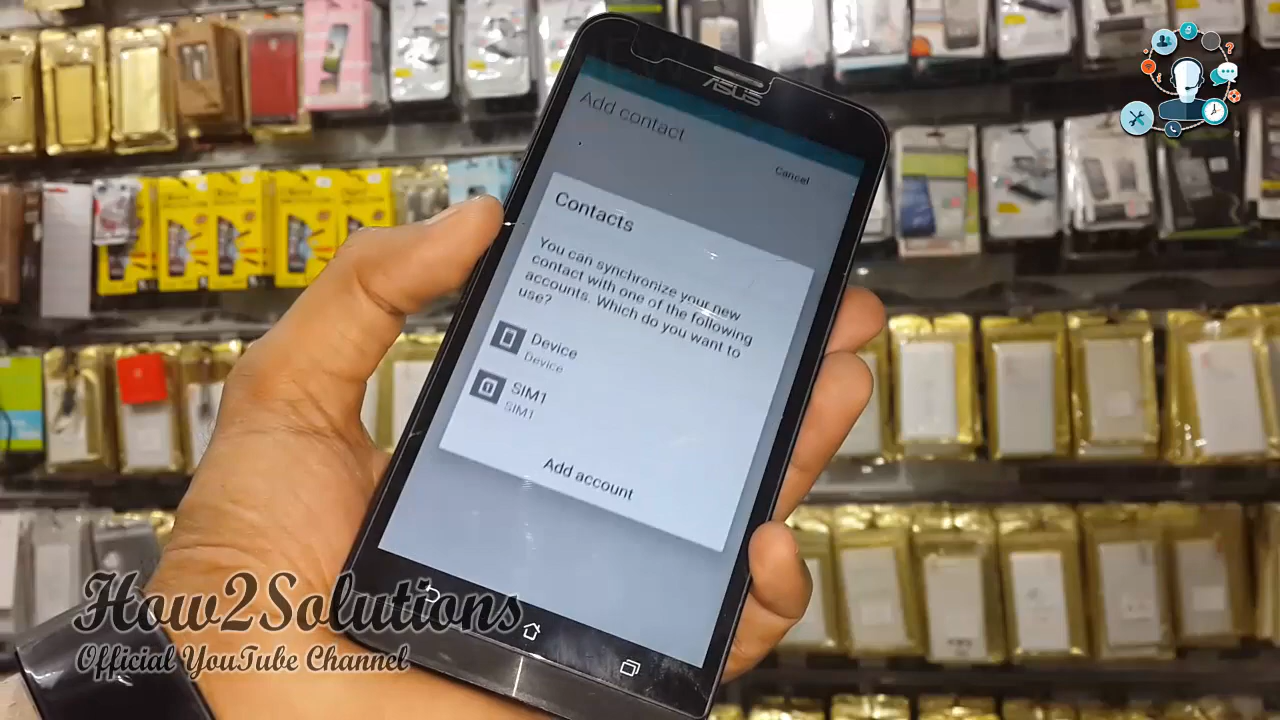 ASUS
Add contact
Cancel
Contacts
You can synchronize your new
contact with one of the following
accounts. Which do you want to
use?
Device
Device
SIM1
SIM1
Add account
How2Solutions
Official YouTube Channel